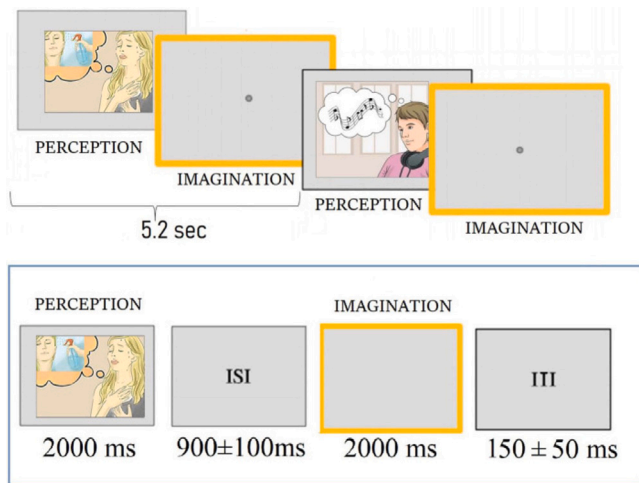 PERCEPTION
IMAGINATION
PERCEPTION
IMAGINATION
5.2 sec
PERCEPTION
IMAGINATION
ISI
ITI
2000 ms
900±100ms
2000 ms
150 ± 50 ms